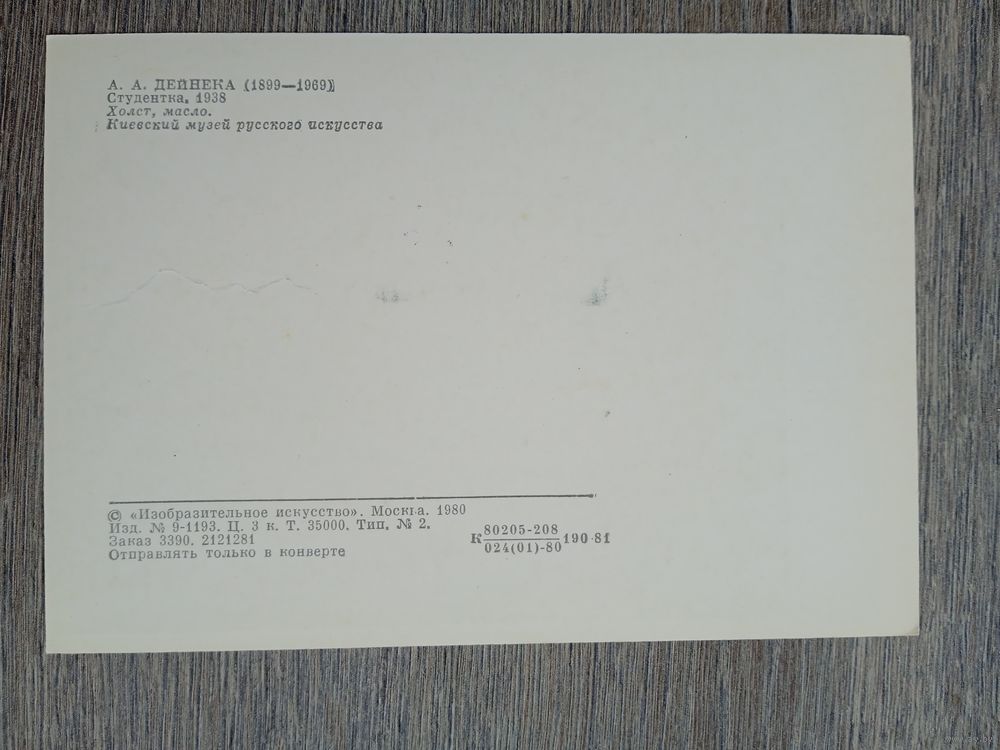 А. А. ДЕЙНЕКА (1899—1969)
Студентка, 1938
Холст, масло.
Киевский музей русского искусства
© «Изобразительное искусство». Москва. 1980
Изд. № 9-1193. Ц. 3 к. Т. 35000. Тип. № 2.
Заказ 3390. 2121281
Отправлять только в конверте
К 80205-208
024(01)-80 190-81